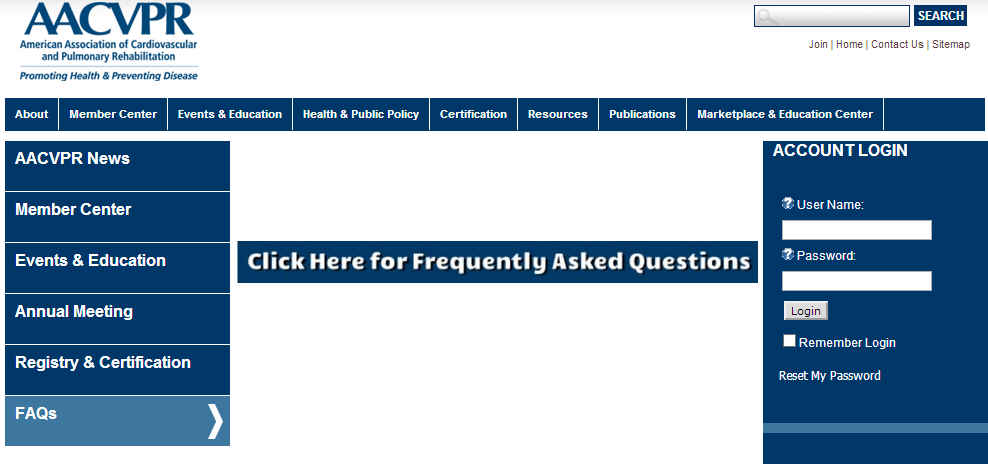 AACVPR
American Association of Cardiovascular
and Pulmonary Rehabilitation
Promoting Health & Preventing Disease
SEARCH
Join | Home | Contact Us | Sitemap
About Member Center Events & Education Health & Public Policy Certification Resources Publications Marketplace & Education Center
AACVPR News
Member Center
Events & Education
Annual Meeting
Registry & Certification
FAQs
Click Here for Frequently Asked Questions
ACCOUNT LOGIN
User Name:
Password:
Login
Remember Login
Reset My Password